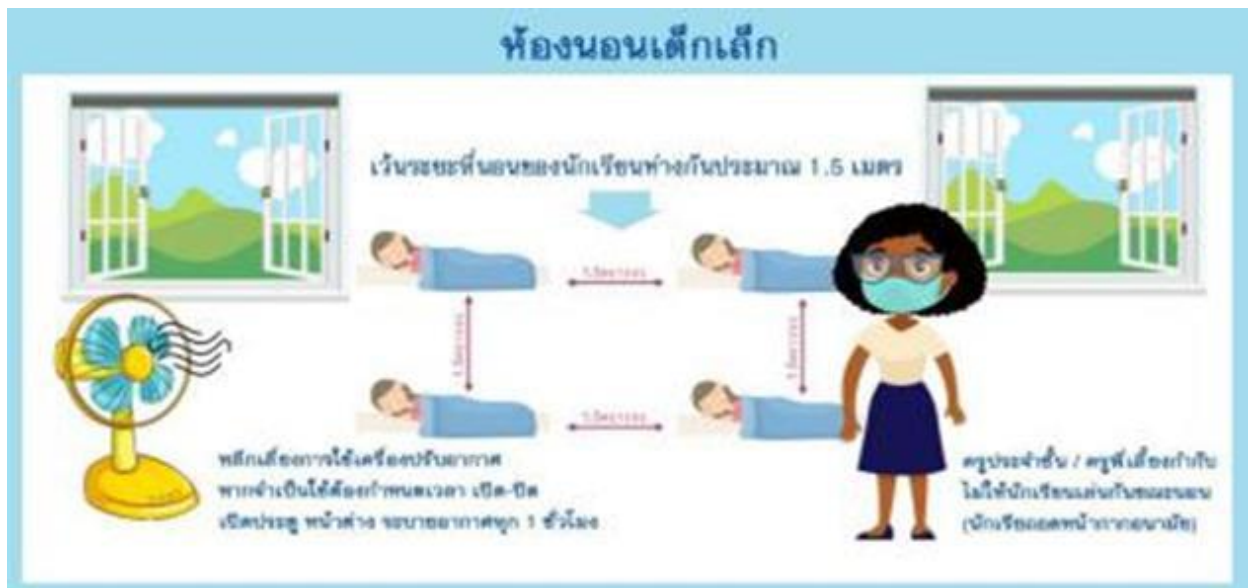 ห้องนอนเด็กเล็ก
เว้นระยะที่นอนของนักเรียนห่างกันประมาณ 1.5 เมตร
หลีกเลี่ยงการใช้เครื่องปรับอากาศ
หากจำเป็นใช้ต้องกำหนดเวลา เปิด-ปิด
เปิดประตู หน้าต่าง ระบายอากาศทุก 1 ชั่วโมง
ครูประจำชั้น / ครูพี่เลี้ยงกำกับ
ไม่ให้นักเรียนเล่นกันขณะนอน
(นักเรียนถอดหน้ากากอนามัย)